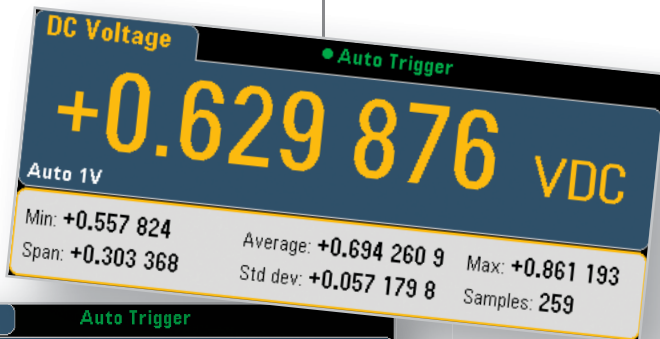 DC Voltage
Auto Trigger
+0.629 876 VDC
Auto 1V
Min: +0.557 824
Average: +0.694 260 9
Max: +0.861 193
Span: +0.303 368
Std dev: +0.057 179 8
Samples: 259
Auto Trigger